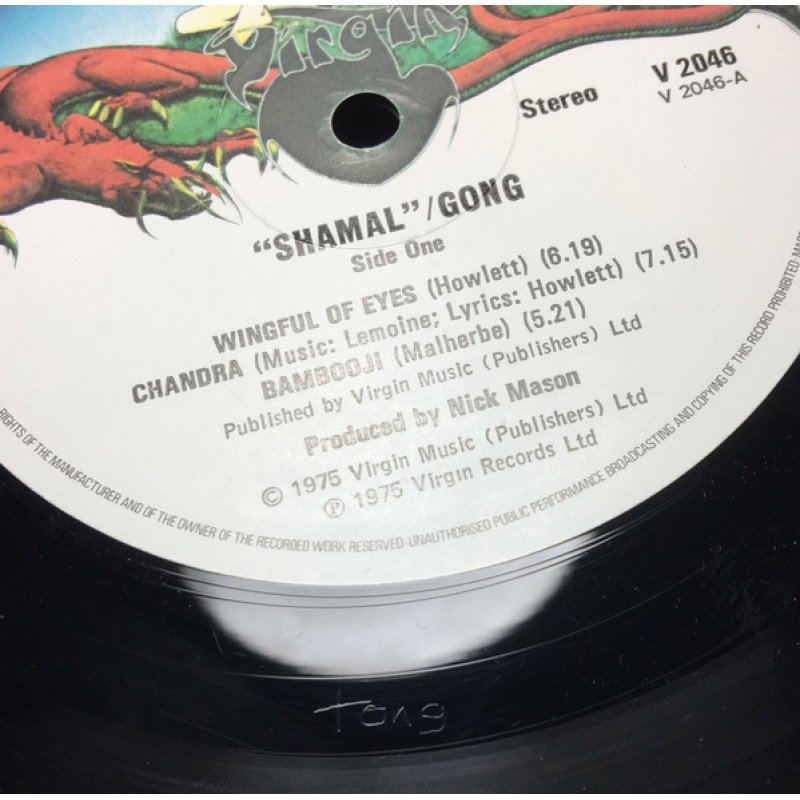 Virgin
Stereo
V 2046
V 2046-A
“SHAMAL”/GONG
Side One
WINGFUL OF EYES (Howlett) (6.19)
CHANDRA (Music: Lemoine; Lyrics: Howlett) (7.15)
BAMBOOJI (Malherbe) (5.21)
Published by Virgin Music (Publishers) Ltd
Produced by Nick Mason
© 1975 Virgin Music (Publishers) Ltd
℗ 1975 Virgin Records Ltd
RIGHTS OF THE MANUFACTURER AND OF THE OWNER OF THE RECORDED WORK RESERVED·UNAUTHORISED PUBLIC PERFORMANCE BROADCASTING AND COPYING OF THIS RECORD PROHIBITED·
Tong